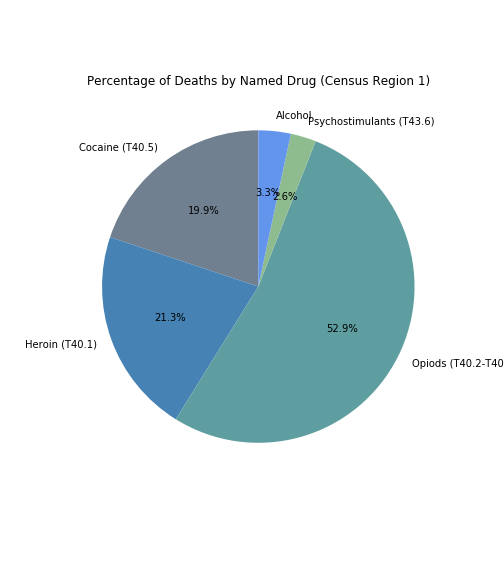 Percentage of Deaths by Named Drug (Census Region 1)
Alcohol
Psychostimulants (T43.6)
Cocaine (T40.5)
3.3%
2.6%
19.9%
21.3%
52.9%
Heroin (T40.1)
Opiods (T40.2-T40